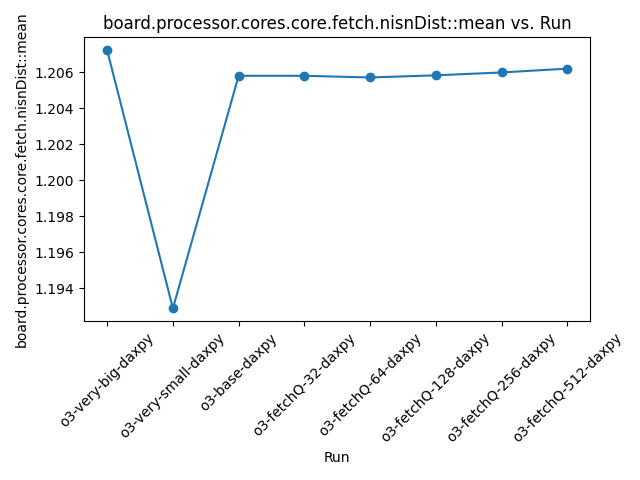 board.processor.cores.core.fetch.nisnDist::mean vs. Run
board.processor.cores.core.fetch.nisnDist::mean
1.206
1.204
1.202
1.200
1.198
1.196
1.194
o3-very-big-daxpy
o3-very-small-daxpy
o3-base-daxpy
o3-fetchQ-32-daxpy
o3-fetchQ-64-daxpy
o3-fetchQ-128-daxpy
o3-fetchQ-256-daxpy
o3-fetchQ-512-daxpy
Run